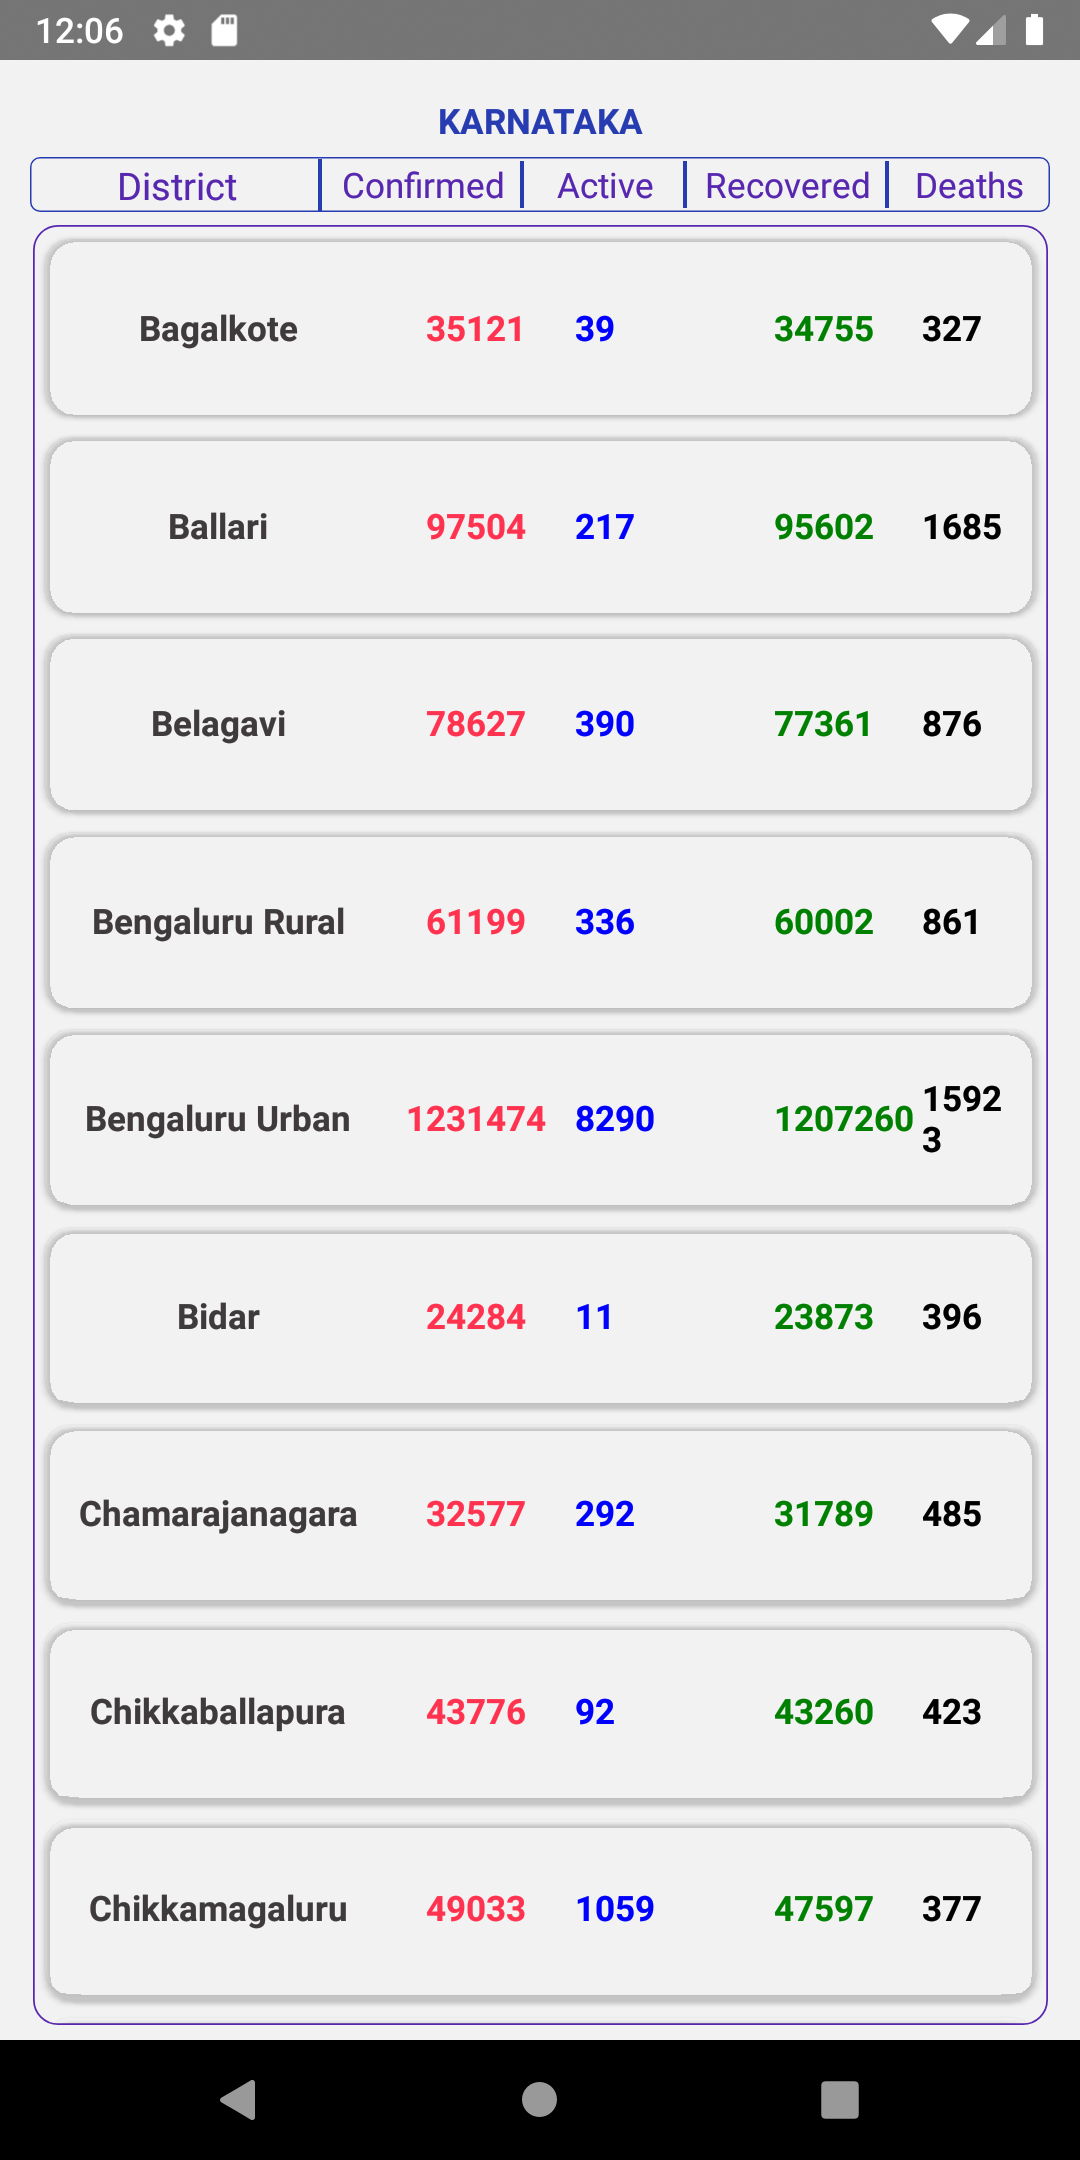 12:06
KARNATAKA
District Confirmed Active Recovered Deaths
Bagalkote 35121 39 34755 327
Ballari 97504 217 95602 1685
Belagavi 78627 390 77361 876
Bengaluru Rural 61199 336 60002 861
Bengaluru Urban 1231474 8290 1207260 1592
3
Bidar 24284 11 23873 396
Chamarajanagara 32577 292 31789 485
Chikkaballapura 43776 92 43260 423
Chikkamagaluru 49033 1059 47597 377